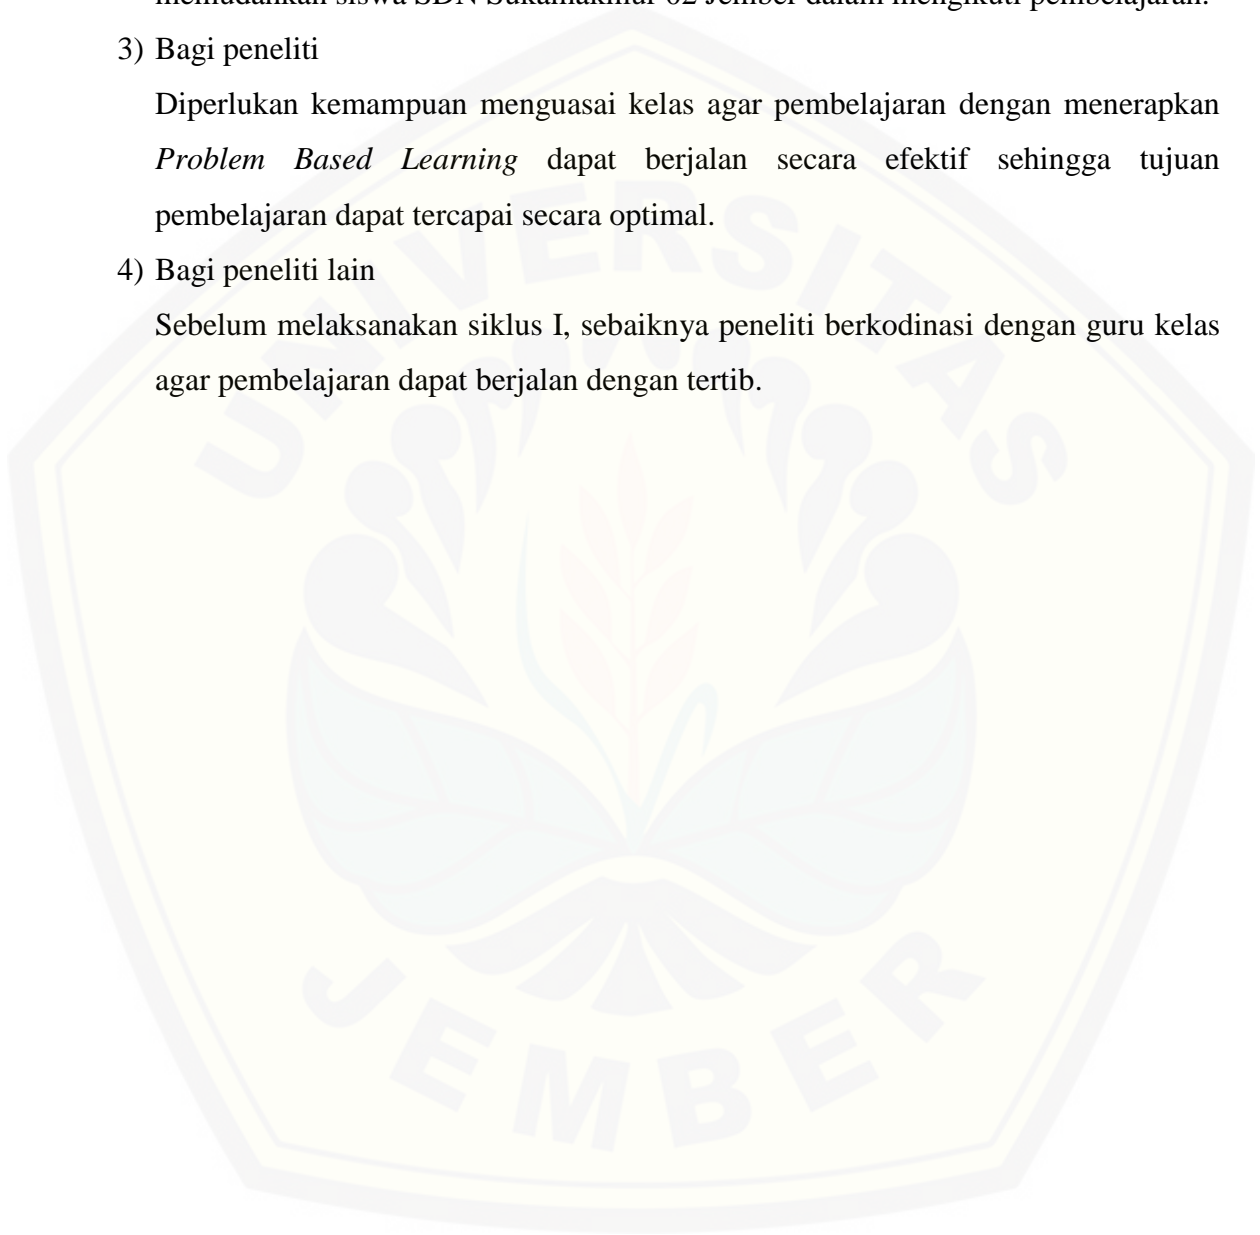 memudahkan siswa SDN Sukamakmur 02 Jember dalam mengikuti pembelajaran.
3) Bagi peneliti
Diperlukan kemampuan menguasai kelas agar pembelajaran dengan menerapkan
Problem Based Learning dapat berjalan secara efektif sehingga tujuan
pembelajaran dapat tercapai secara optimal.
4) Bagi peneliti lain
Sebelum melaksanakan siklus I, sebaiknya peneliti berkodinasi dengan guru kelas
agar pembelajaran dapat berjalan dengan tertib.
UNIVERSITAS
JEMBER